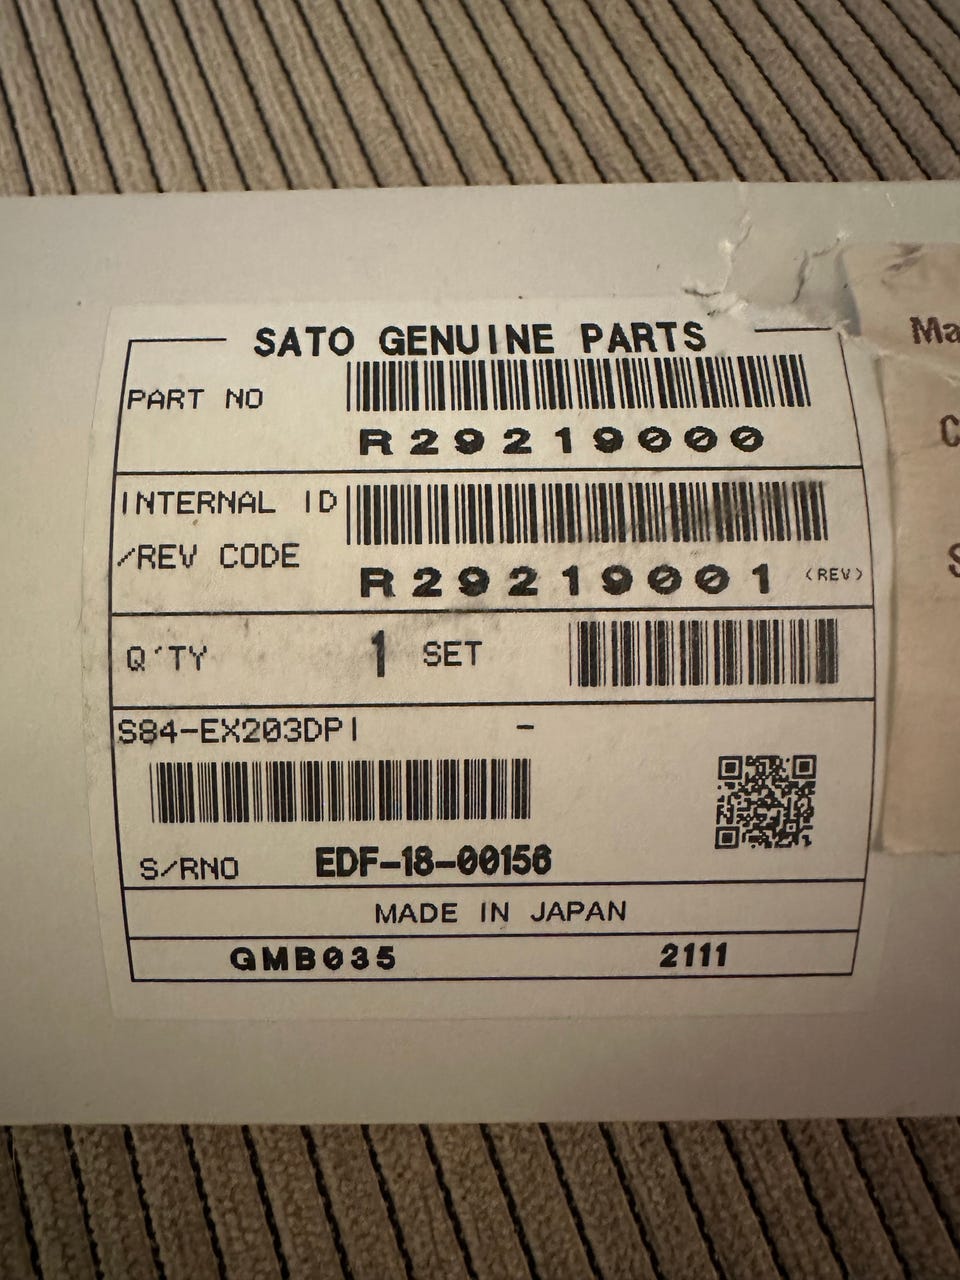 SATO GENUINE PARTS
PART NO
R29219000
INTERNAL ID
/REV CODE
R29219001 (REV)
Q'TY 1 SET
S84-EX203DPI -
S/RNO EDF-18-00156
MADE IN JAPAN
QMB035 2111